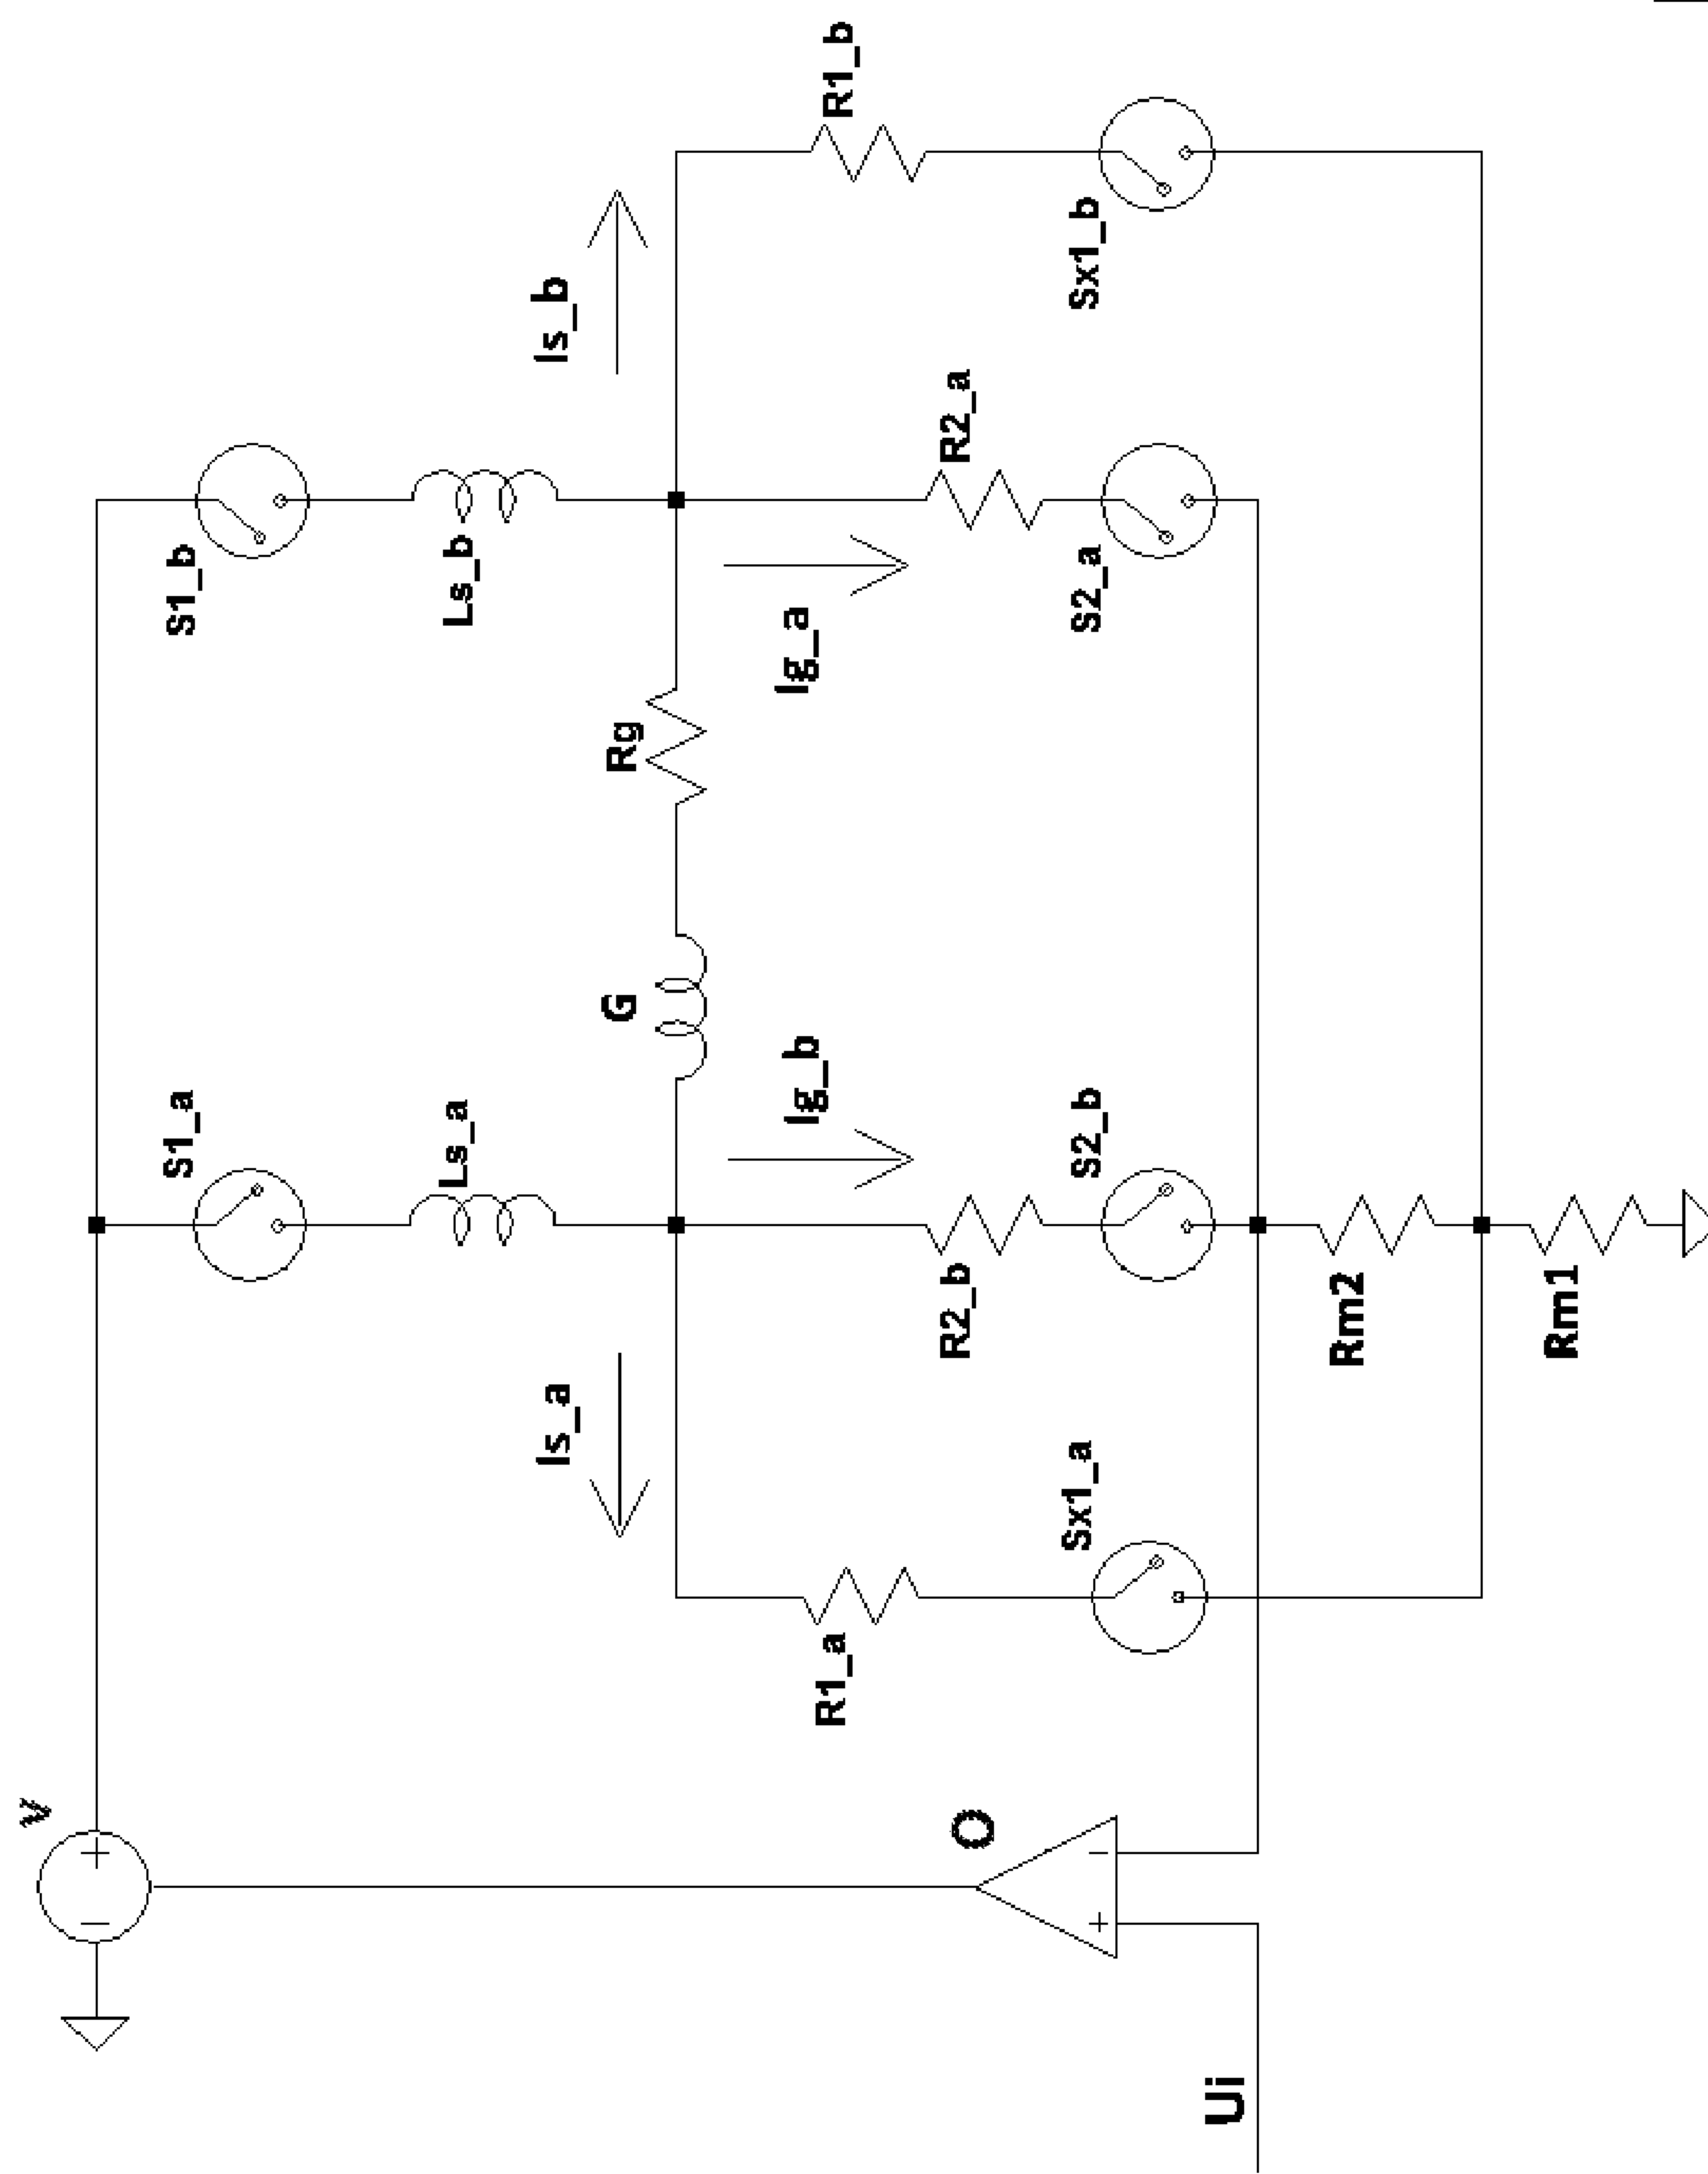 V
S1_a
S1_b
Ls_a
Ls_b
Is_a
Is_b
G
Rg
Ig_b
Ig_a
R1_a
R1_b
O
R2_b
R2_a
Sx1_a
S2_b
S2_a
Sx1_b
+
−
+
−
Ui
Rm2
Rm1